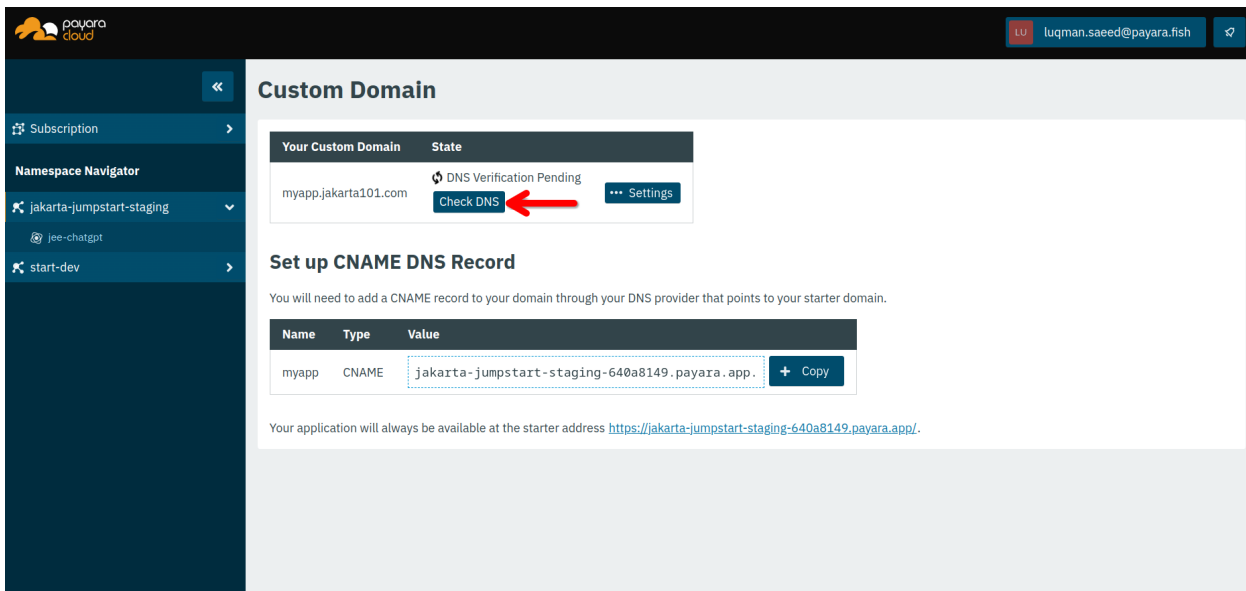 payara
cloud
LU luqman.saeed@payara.fish
Custom Domain
Subscription
Namespace Navigator
jakarta-jumpstart-staging
jee-chatgpt
start-dev
Your Custom Domain State
myapp.jakarta101.com DNS Verification Pending
Check DNS
••• Settings
Set up CNAME DNS Record
You will need to add a CNAME record to your domain through your DNS provider that points to your starter domain.
Name Type Value
myapp CNAME jakarta-jumpstart-staging-640a8149.payara.app. + Copy
Your application will always be available at the starter address https://jakarta-jumpstart-staging-640a8149.payara.app/.